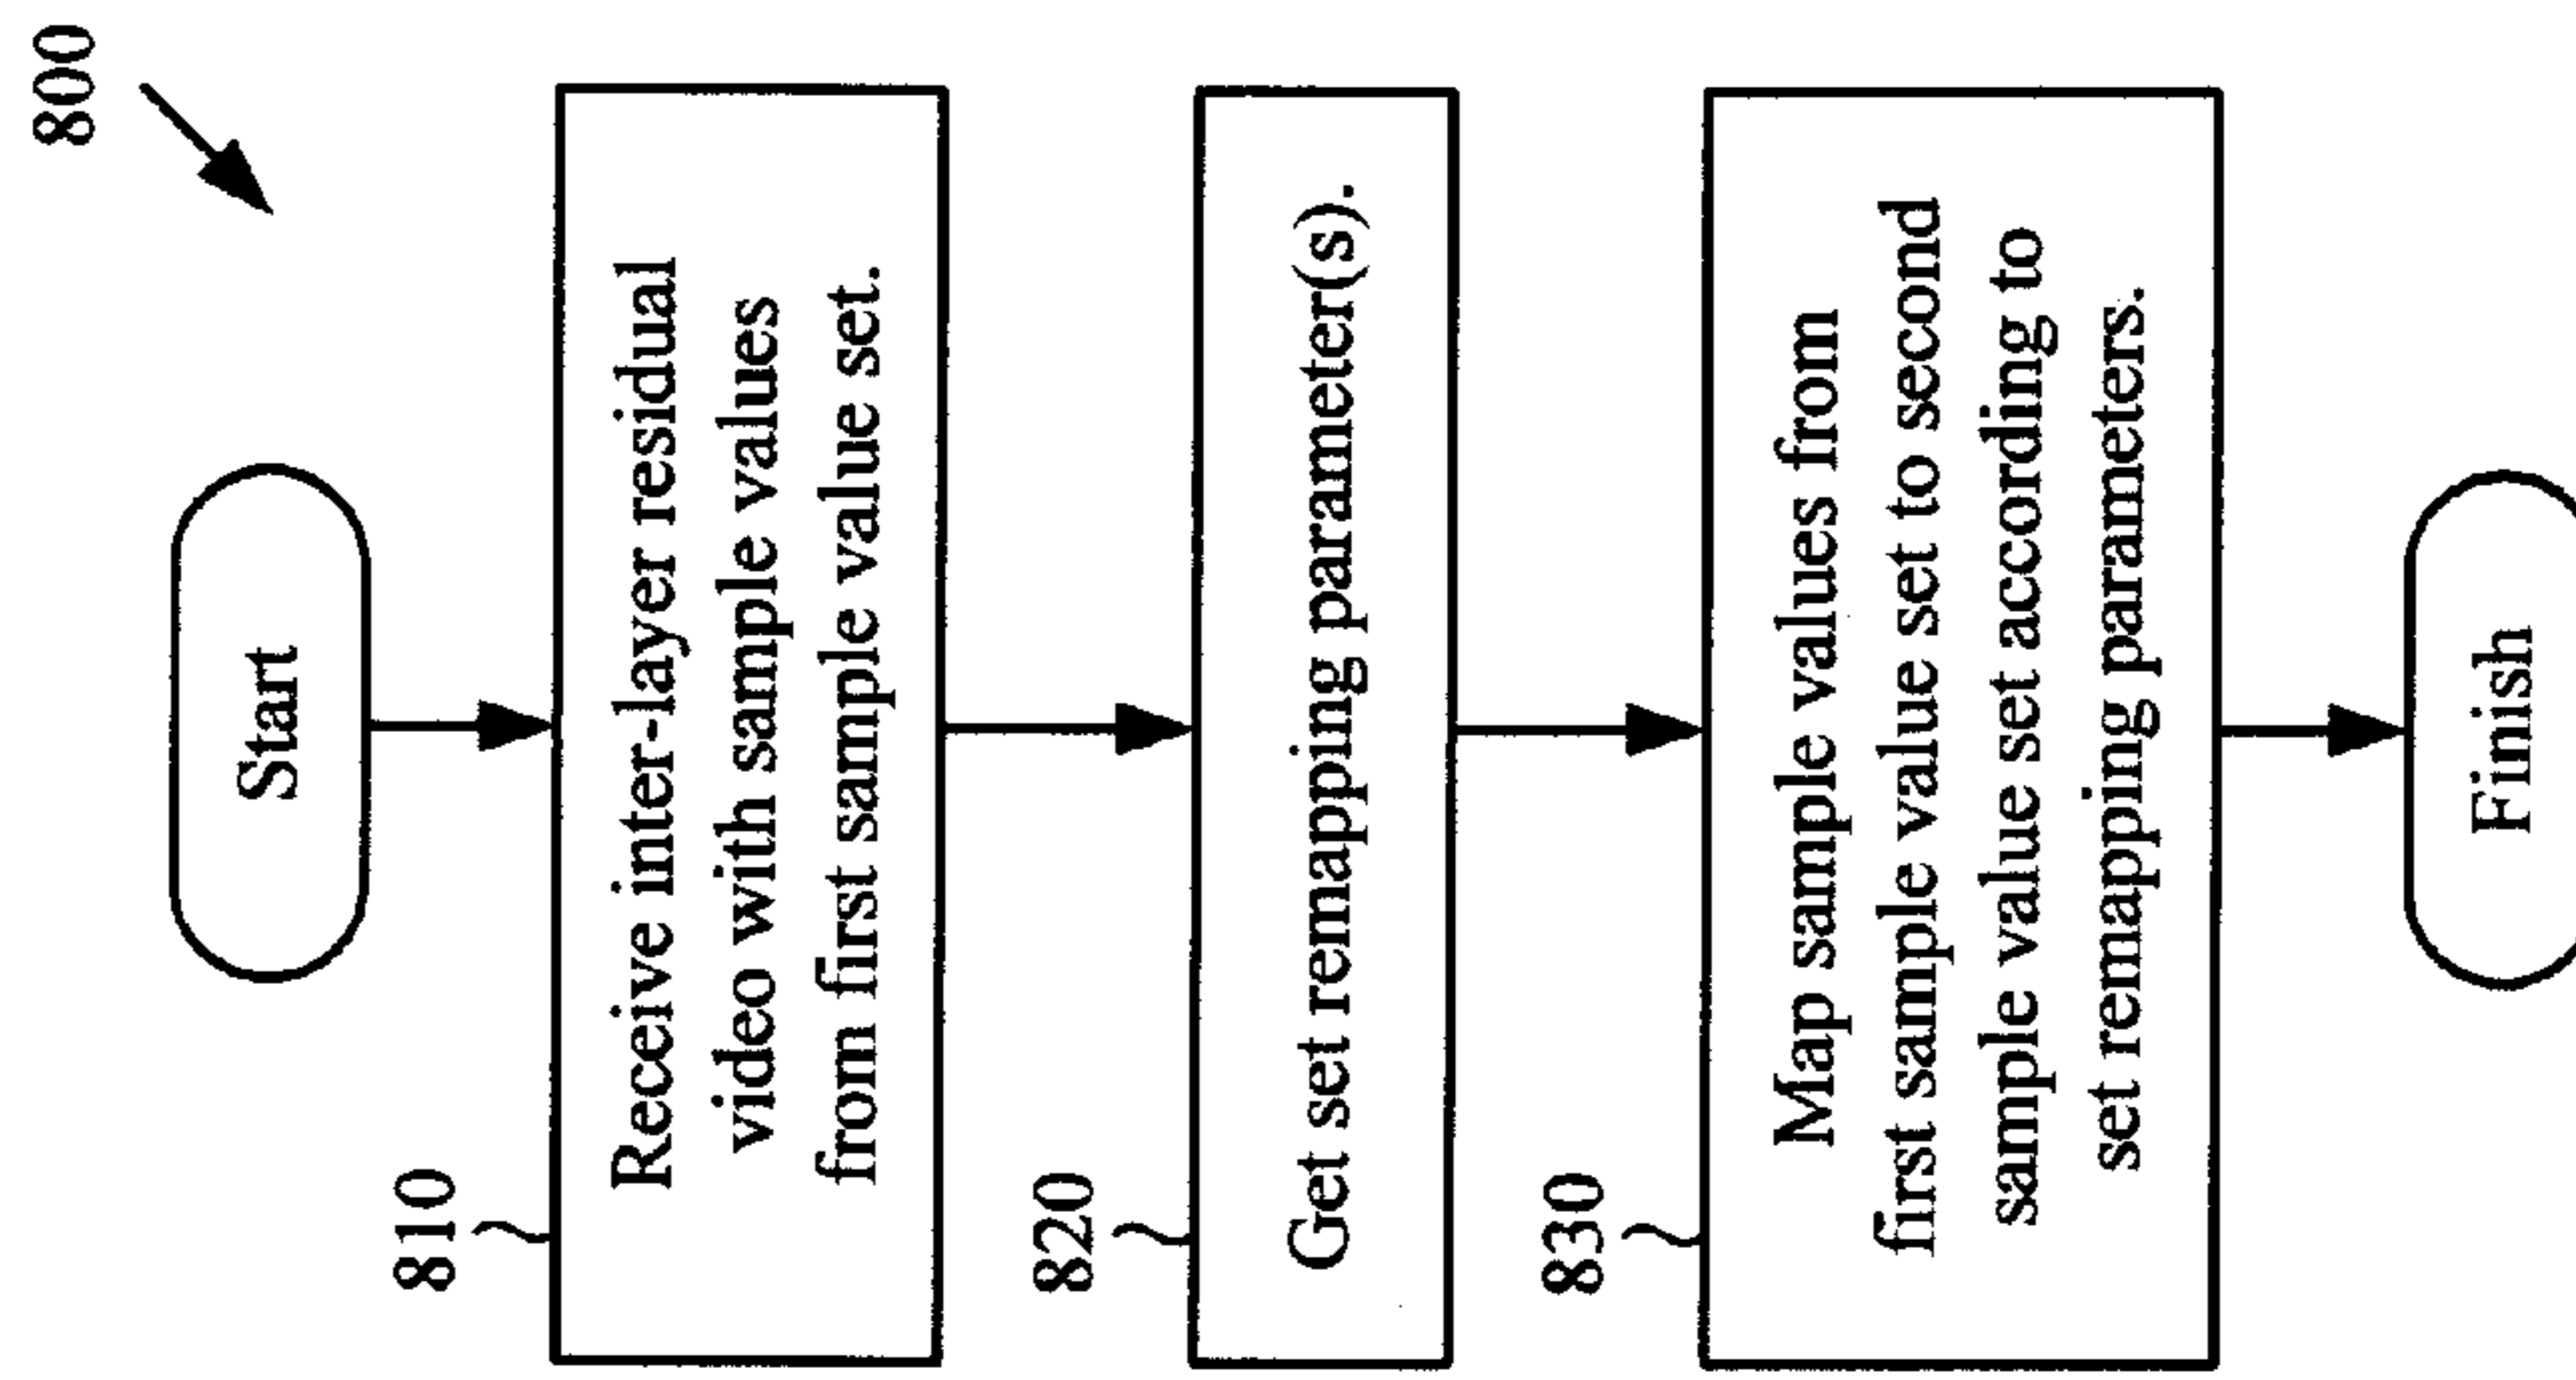 800
Start
810
Receive inter-layer residual
video with sample values
from first sample value set.
820
Get set remapping parameter(s).
830
Map sample values from
first sample value set to second
sample value set according to
set remapping parameters.
Finish